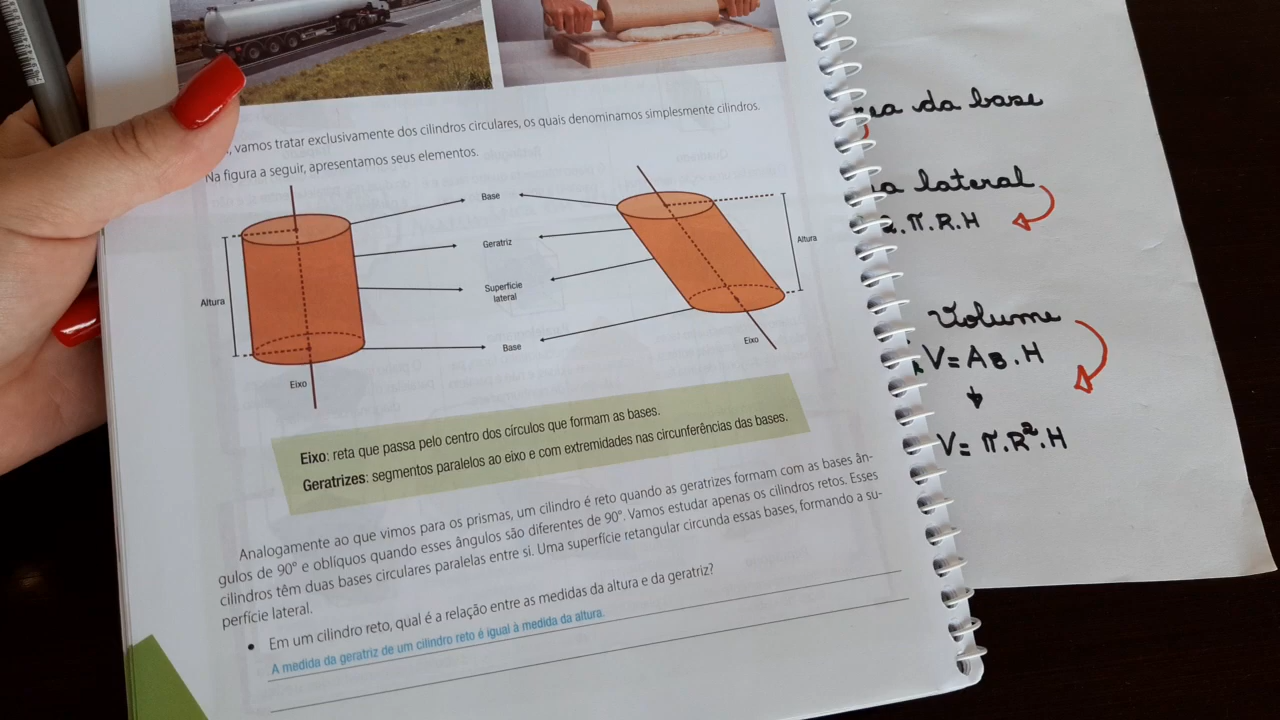 , vamos tratar exclusivamente dos cilindros circulares, os quais denominamos simplesmente cilindros.
Na figura a seguir, apresentamos seus elementos.
Base
Geratriz
Superfície
lateral
Base
Altura
Eixo
Altura
Eixo
Eixo: reta que passa pelo centro dos círculos que formam as bases.
Geratrizes: segmentos paralelos ao eixo e com extremidades nas circunferências das bases.
Analogamente ao que vimos para os prismas, um cilindro é reto quando as geratrizes formam com as bases ân-
gulos de 90° e oblíquos quando esses ângulos são diferentes de 90°. Vamos estudar apenas os cilindros retos. Esses
cilindros têm duas bases circulares paralelas entre si. Uma superfície retangular circunda essas bases, formando a su-
perfície lateral.
• Em um cilindro reto, qual é a relação entre as medidas da altura e da geratriz?
A medida da geratriz de um cilindro reto é igual à medida da altura.
da base
lateral
2.π.R.H
Volume
V= AB.H
V= π.R².H